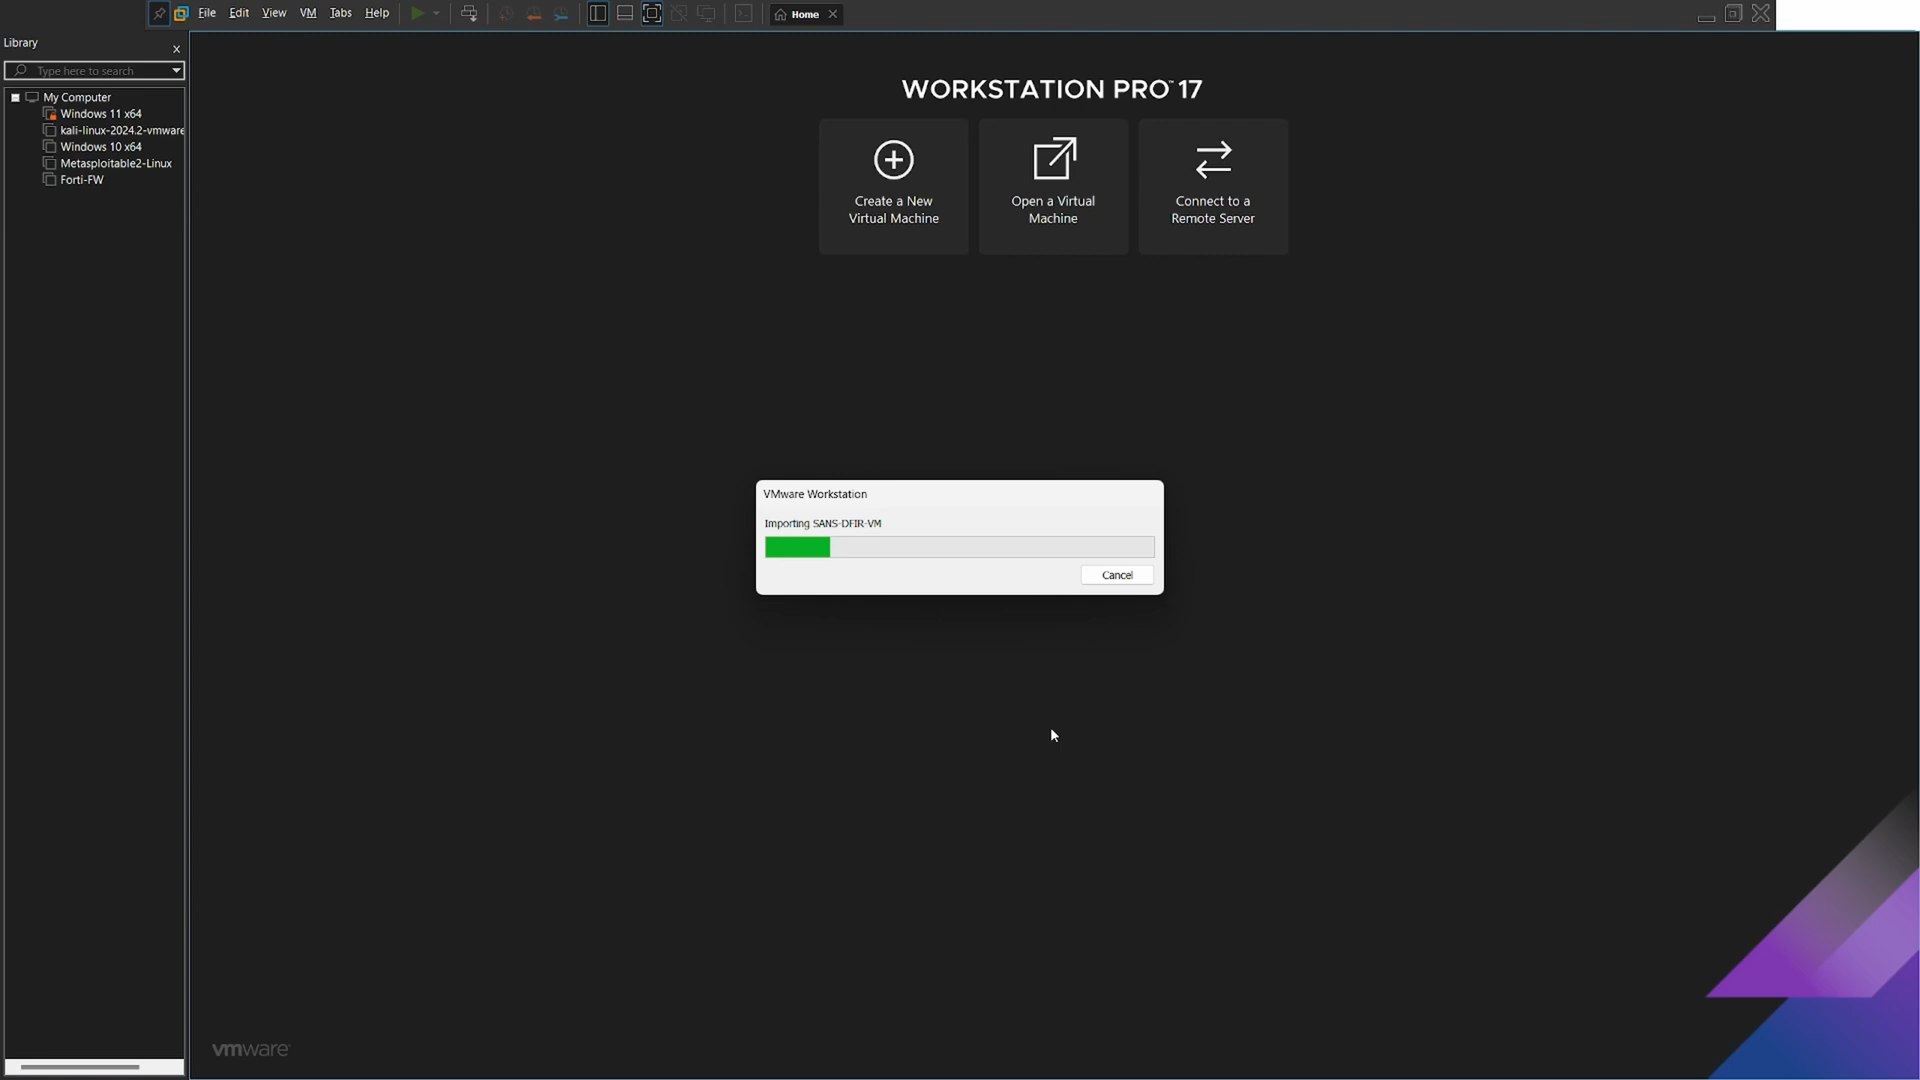 File Edit View VM Tabs Help
Home
Library
Type here to search
My Computer
Windows 11 x64
kali-linux-2024.2-vmware
Windows 10 x64
Metasploitable2-Linux
Forti-FW
WORKSTATION PRO™ 17
Create a New
Virtual Machine
Open a Virtual
Machine
Connect to a
Remote Server
VMware Workstation
Importing SANS-DFIR-VM
Cancel
vmware